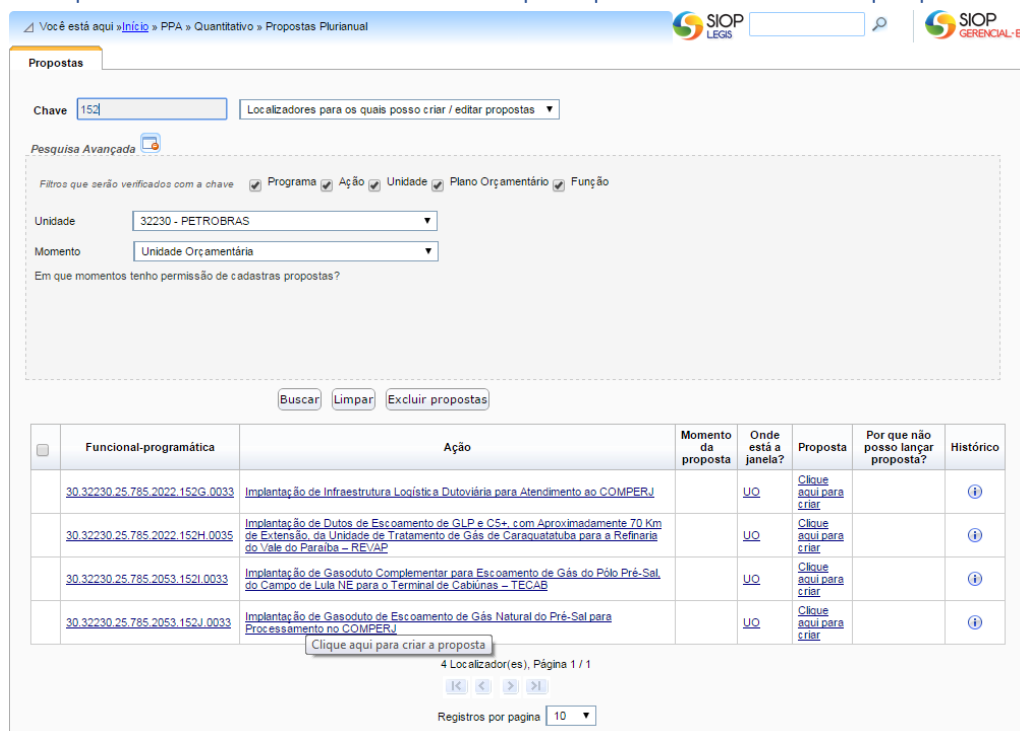 Você está aqui »Início » PPA » Quantitativo » Propostas Plurianual
SIOP
LEGIS
SIOP
GERENCIAL-E
Propostas
Chave 152 Localizadores para os quais posso criar / editar propostas
Pesquisa Avançada
Filtros que serão verificados com a chave Programa Ação Unidade Plano Orçamentário Função
Unidade 32230 - PETROBRAS
Momento Unidade Orçamentária
Em que momentos tenho permissão de cadastras propostas?
Buscar Limpar Excluir propostas
Funcional-programática Ação Momento da proposta Onde está a janela? Proposta Por que não posso lançar proposta? Histórico
30.32230.25.785.2022.152G.0033 Implantação de Infraestrutura Logística Dutoviária para Atendimento ao COMPERJ UO Clique aqui para criar
30.32230.25.785.2022.152H.0035 Implantação de Dutos de Escoamento de GLP e C5+, com Aproximadamente 70 Km de Extensão, da Unidade de Tratamento de Gás de Caraguatatuba para a Refinaria do Vale do Paraíba – REVAP UO Clique aqui para criar
30.32230.25.785.2053.152I.0033 Implantação de Gasoduto Complementar para Escoamento de Gás do Pólo Pré-Sal, do Campo de Lula NE para o Terminal de Cabiúnas – TECAB UO Clique aqui para criar
30.32230.25.785.2053.152J.0033 Implantação de Gasoduto de Escoamento de Gás Natural do Pré-Sal para Processamento no COMPERJ UO Clique aqui para criar
Clique aqui para criar a proposta
4 Localizador(es), Página 1 / 1
Registros por pagina 10